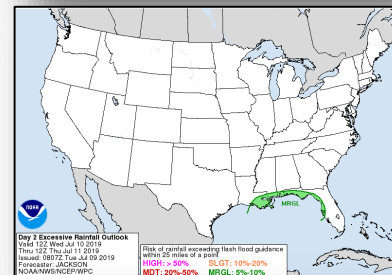 MRGL
NOAA
Day 2 Excessive Rainfall Outlook
Valid 12Z Wed Jul 10 2019
Thru 12Z Thu Jul 11 2019
Issued: 0807Z Tue Jul 09 2019
Forecaster: JACKSON
NOAA/NWS/NCEP/WPC
Risk of rainfall exceeding flash flood guidance
within 25 miles of a point
HIGH: > 50% SLGT: 10%-20%
MDT: 20%-50% MRGL: 5%-10%